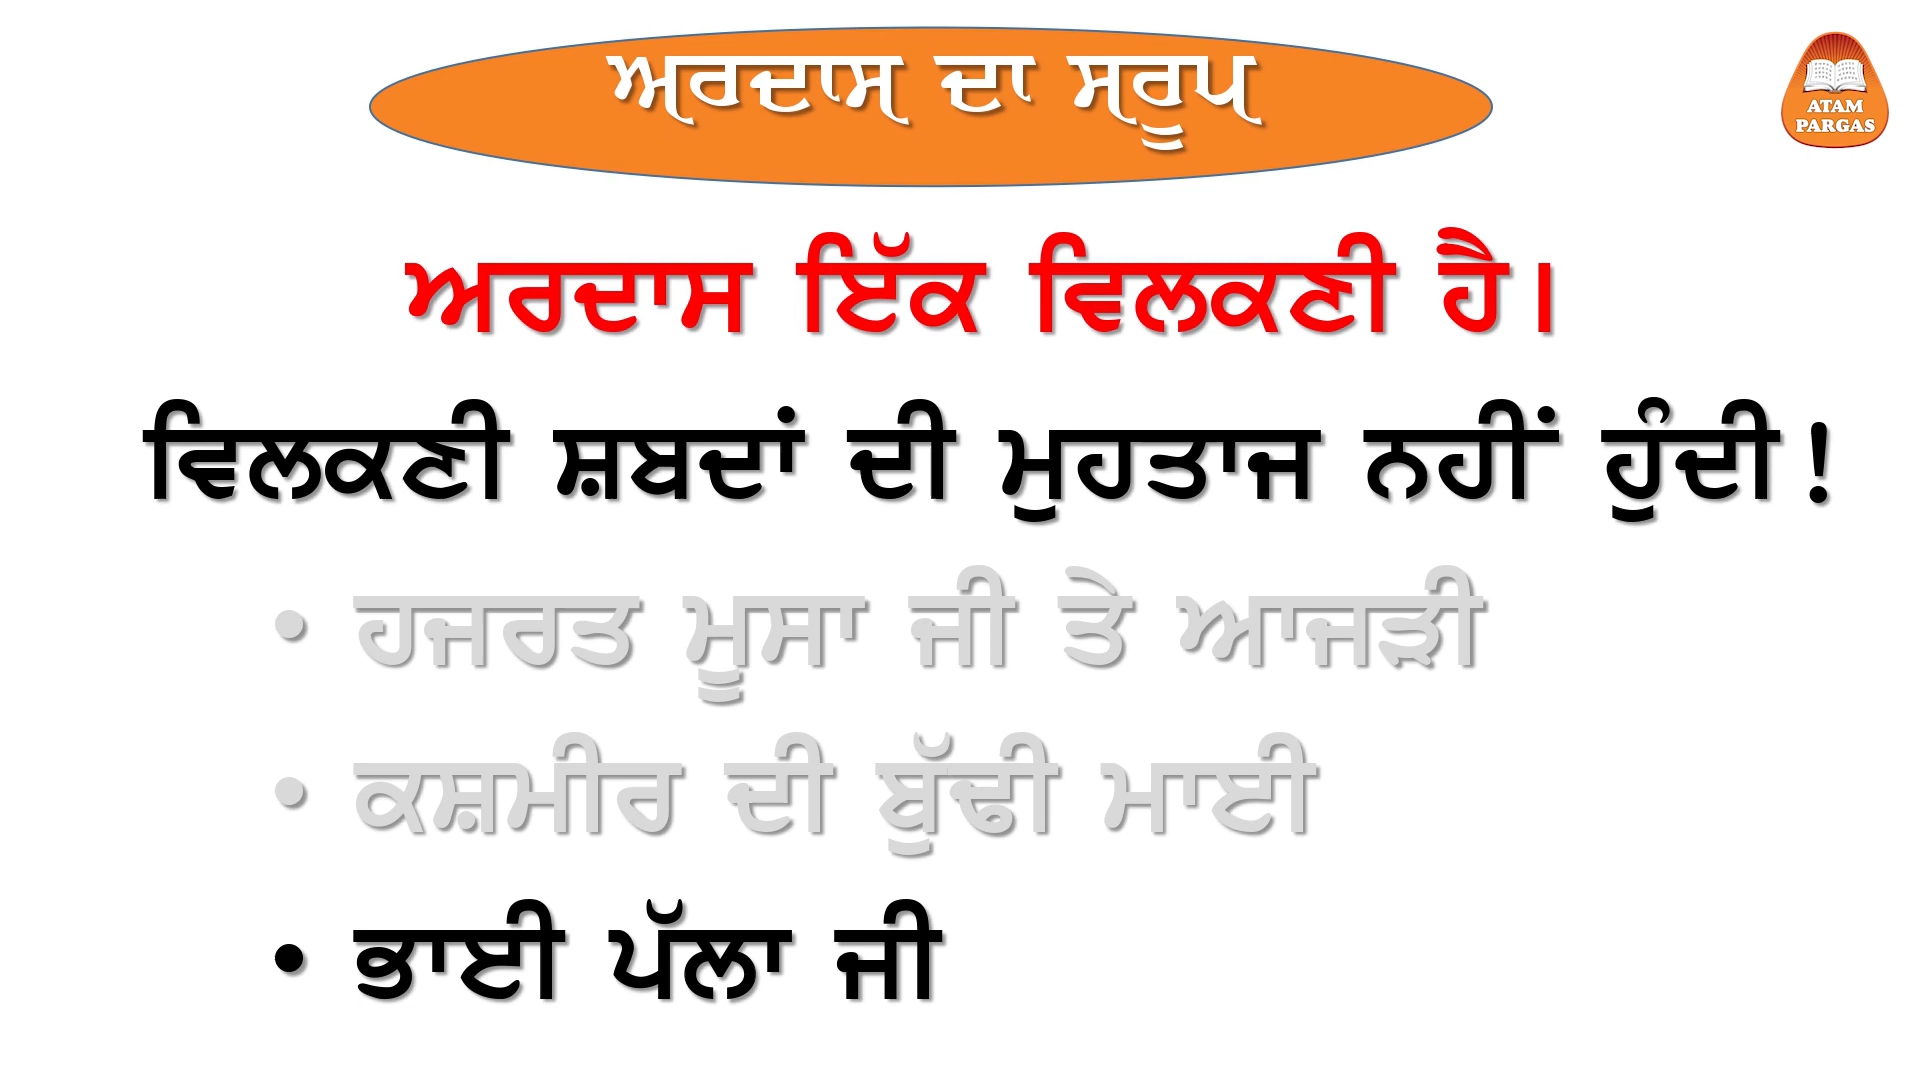 ਅਰਦਾਸ ਦਾ ਸਰੂਪ
ATAM
PARGAS
ਅਰਦਾਸ ਇੱਕ ਵਿਲਕਣੀ ਹੈ।
ਵਿਲਕਣੀ ਸ਼ਬਦਾਂ ਦੀ ਮੁਹਤਾਜ ਨਹੀਂ ਹੁੰਦੀ!
• ਹਜਰਤ ਮੂਸਾ ਜੀ ਤੇ ਆਜੜੀ
• ਕਸ਼ਮੀਰ ਦੀ ਬੁੱਢੀ ਮਾਈ
• ਭਾਈ ਪੱਲਾ ਜੀ